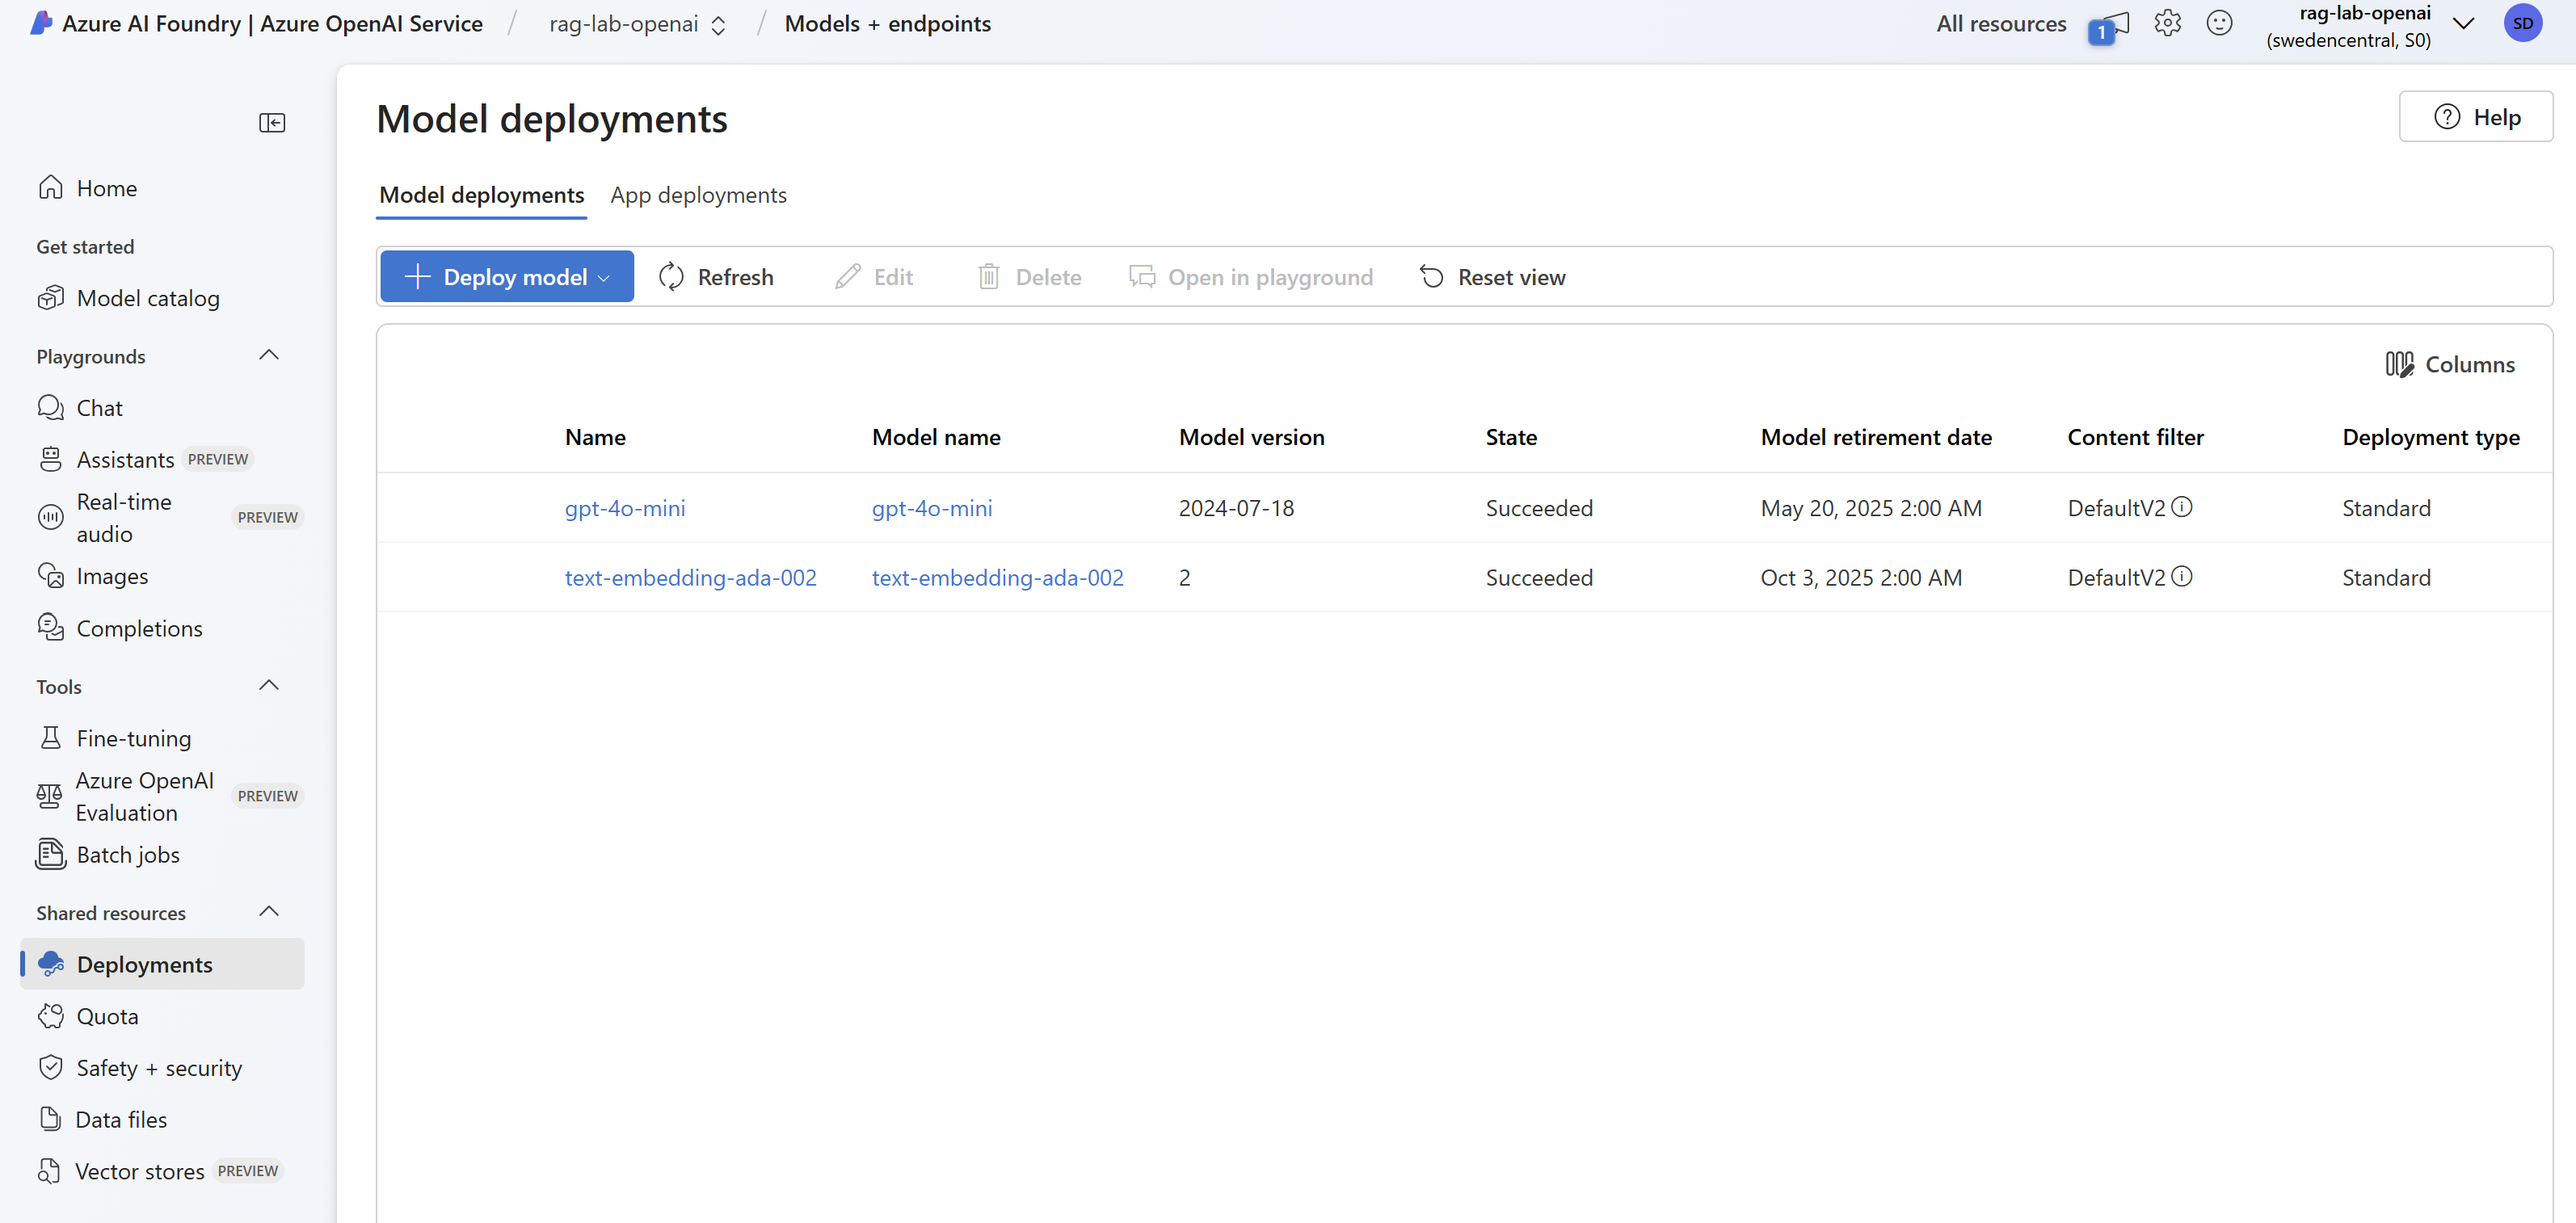 Azure AI Foundry | Azure OpenAI Service / rag-lab-openai / Models + endpoints
All resources 1 rag-lab-openai (swedencentral, S0) SD
Home
Get started
Model catalog
Playgrounds
Chat
Assistants PREVIEW
Real-time audio PREVIEW
Images
Completions
Tools
Fine-tuning
Azure OpenAI Evaluation PREVIEW
Batch jobs
Shared resources
Deployments
Quota
Safety + security
Data files
Vector stores PREVIEW
Model deployments
Help
Model deployments App deployments
Deploy model Refresh Edit Delete Open in playground Reset view
Columns
Name Model name Model version State Model retirement date Content filter Deployment type
gpt-4o-mini gpt-4o-mini 2024-07-18 Succeeded May 20, 2025 2:00 AM DefaultV2 Standard
text-embedding-ada-002 text-embedding-ada-002 2 Succeeded Oct 3, 2025 2:00 AM DefaultV2 Standard